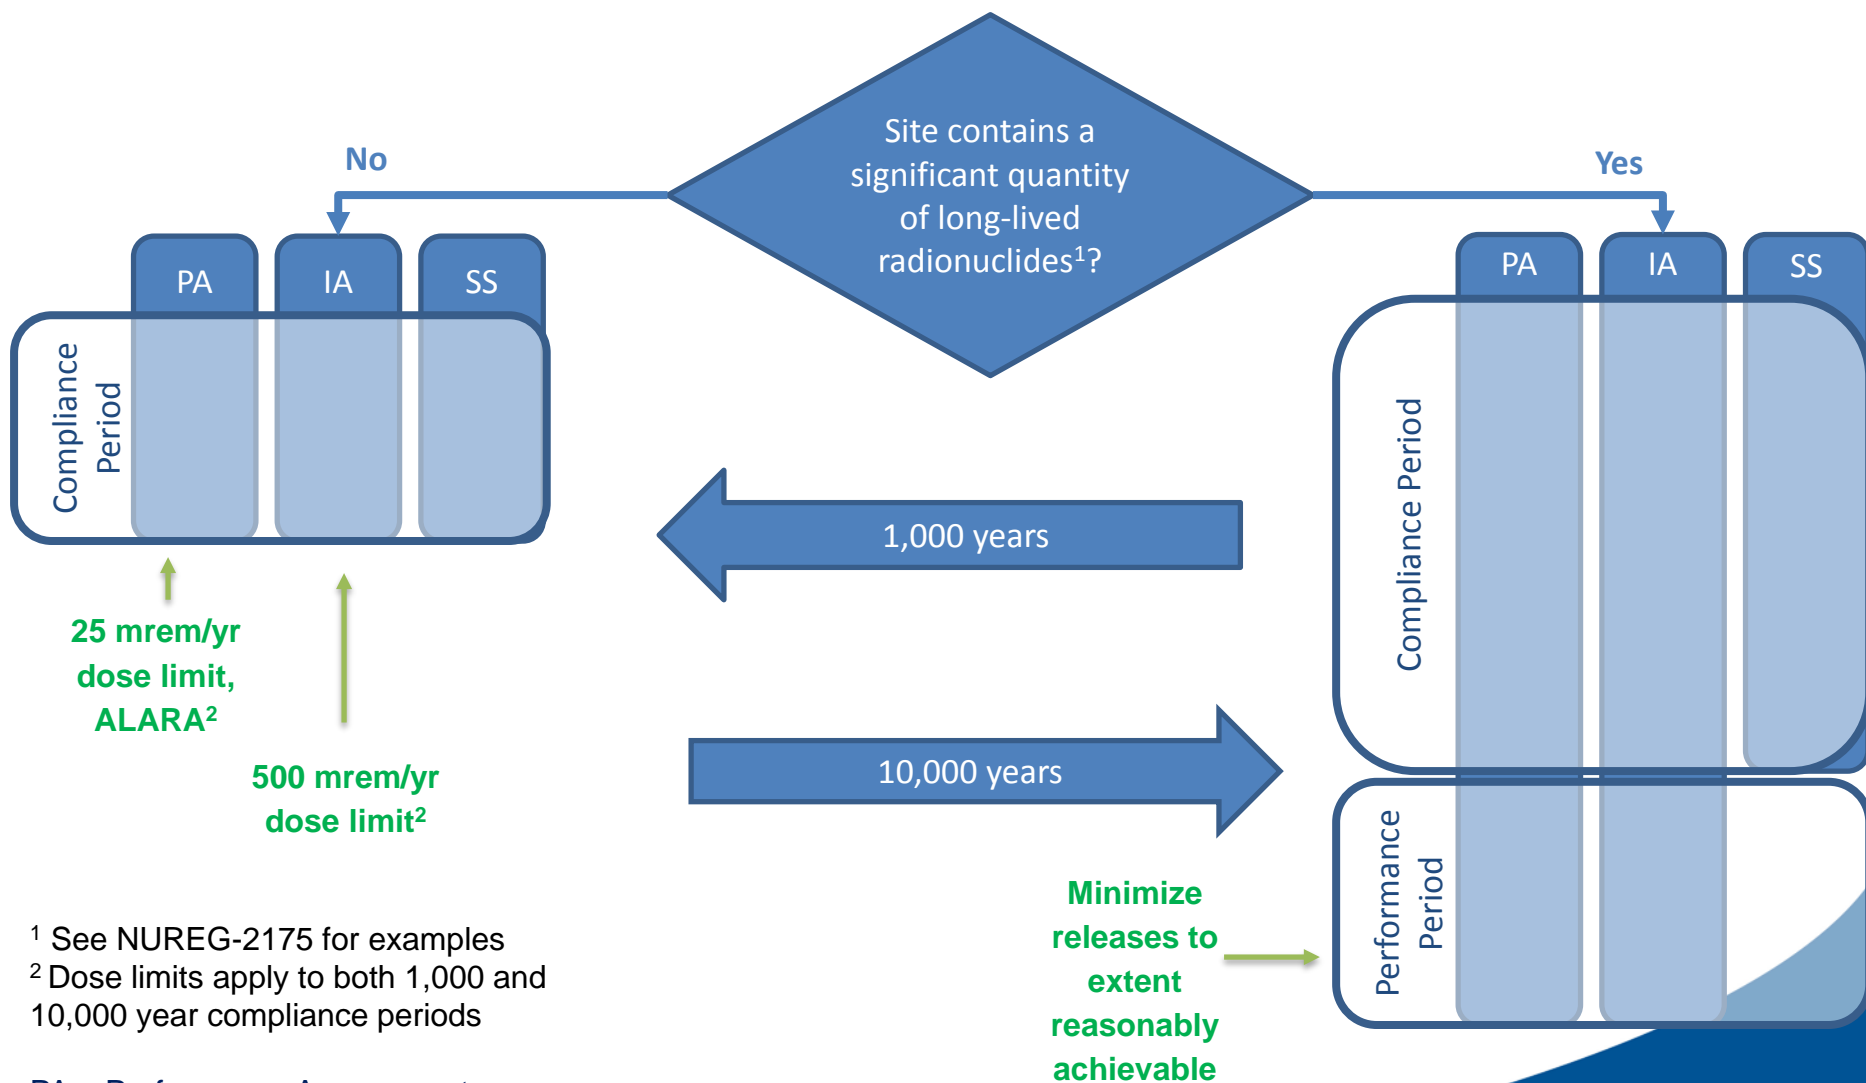 Site contains a
significant quantity
of long-lived
radionuclides¹?
No
Yes
PA
IA
SS
Compliance
Period
25 mrem/yr
dose limit,
ALARA²
500 mrem/yr
dose limit²
1,000 years
10,000 years
PA
IA
SS
Compliance Period
Performance
Period
Minimize
releases to
extent
reasonably
achievable
¹ See NUREG-2175 for examples
² Dose limits apply to both 1,000 and
10,000 year compliance periods